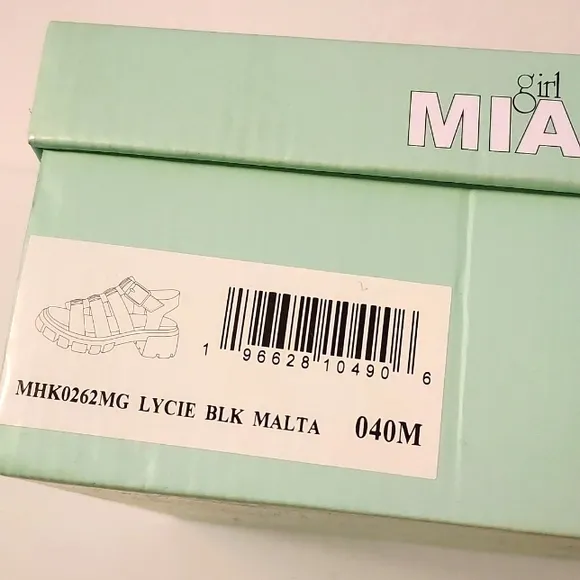 girl
MIA
1 96628 10490 6
MHK0262MG LYCIE BLK MALTA 040M